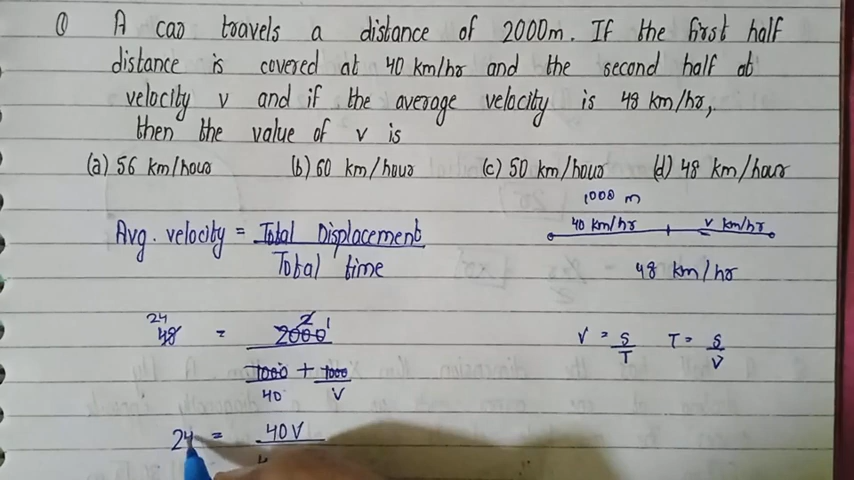 Q A car travels a distance of 2000m. If the first half
distance is covered at 40 km/hr and the second half at
velocity v and if the average velocity is 48 km/hr,
then the value of v is
(a) 56 km/hour (b) 60 km/hour (c) 50 km/hour (d) 48 km/hour
1000 m
40 km/hr v km/hr
Avg. velocity = Total Displacement
Total time
48 km/hr
24 2 1
48 = 2000
1000 + 1000
40 V
V = S T = S
T V
24 = 40V